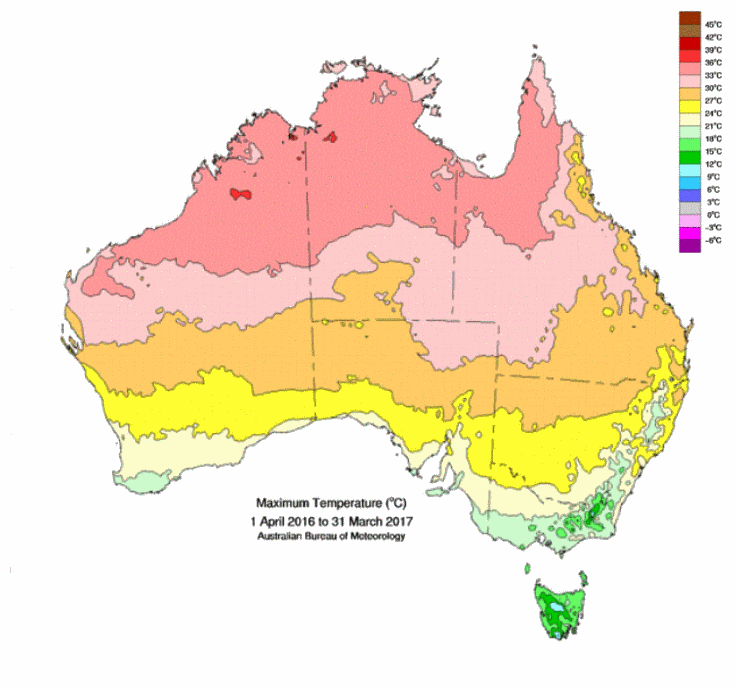 45°C
42°C
39°C
36°C
33°C
30°C
27°C
24°C
21°C
18°C
15°C
12°C
9°C
6°C
3°C
0°C
-3°C
-6°C
Maximum Temperature (°C)
1 April 2016 to 31 March 2017
Australian Bureau of Meteorology